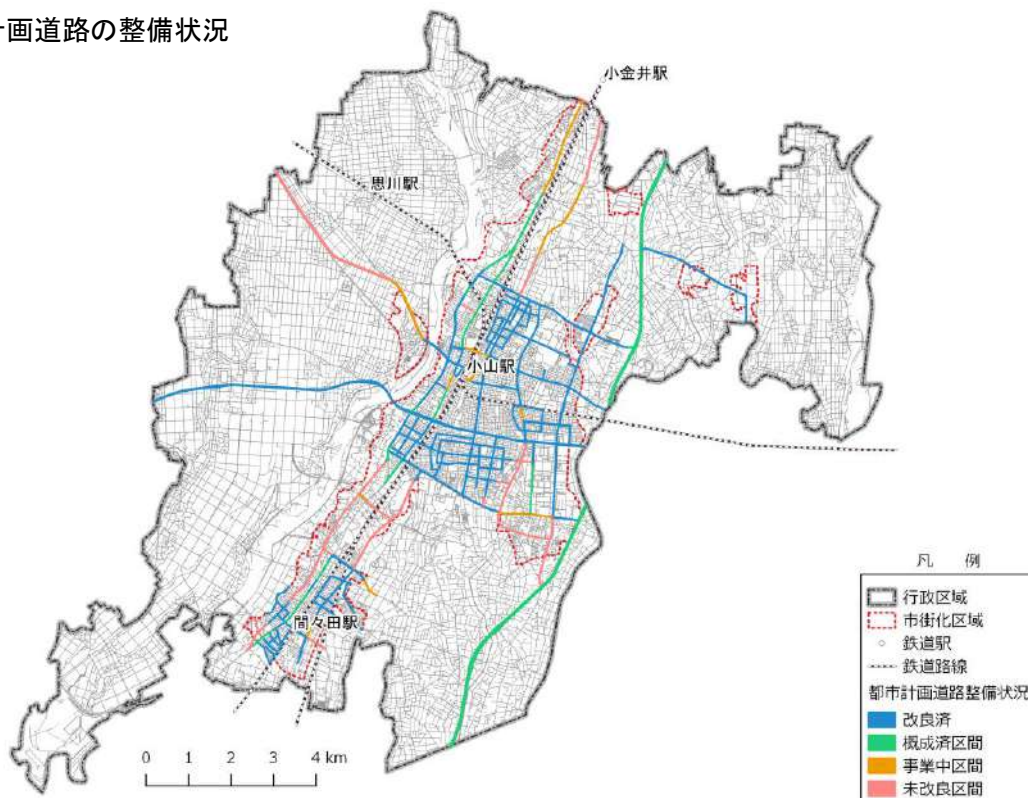 計画道路の整備状況
小金井駅
思川駅
小山駅
間々田駅
0 1 2 3 4 km
凡 例
行政区域
市街化区域
鉄道駅
鉄道路線
都市計画道路整備状況
改良済
概成済区間
事業中区間
未改良区間